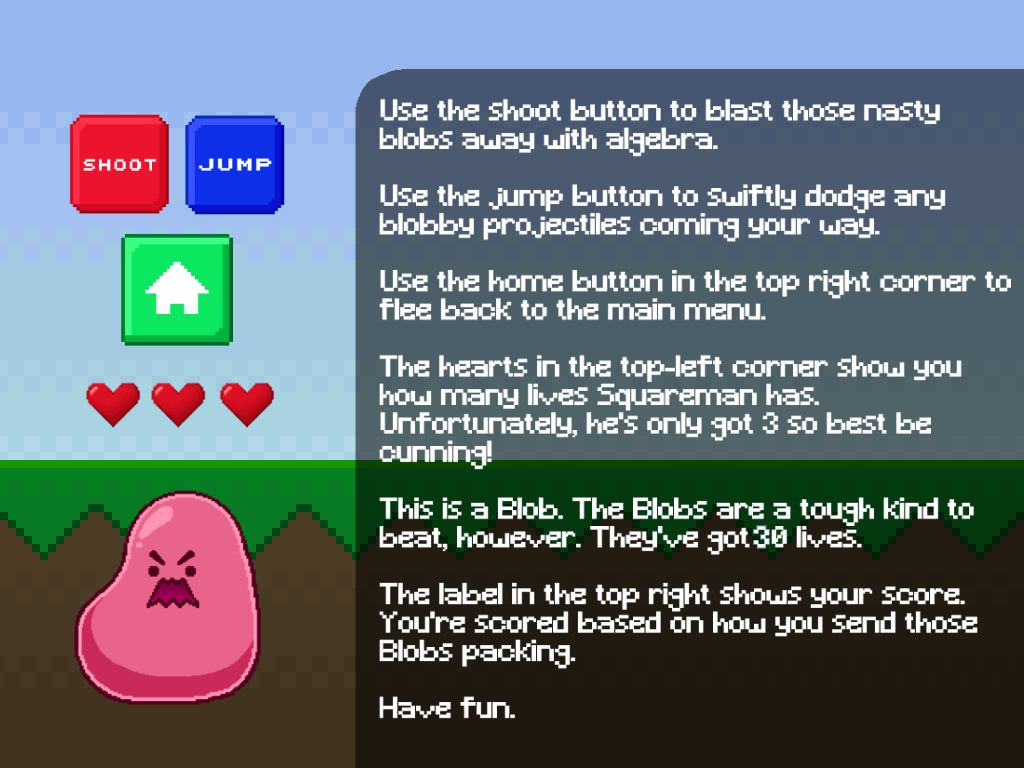 SHOOT
JUMP
Use the shoot button to blast those nasty
blobs away with algebra.
Use the jump button to swiftly dodge any
blobby projectiles coming your way.
Use the home button in the top right corner to
flee back to the main menu.
The hearts in the top-left corner show you
how many lives Squareman has.
Unfortunately, he's only got 3 so best be
cunning!
This is a Blob. The Blobs are a tough kind to
beat, however. They've got 30 lives.
The label in the top right shows your score.
You're scored based on how you send those
Blobs packing.
Have fun.